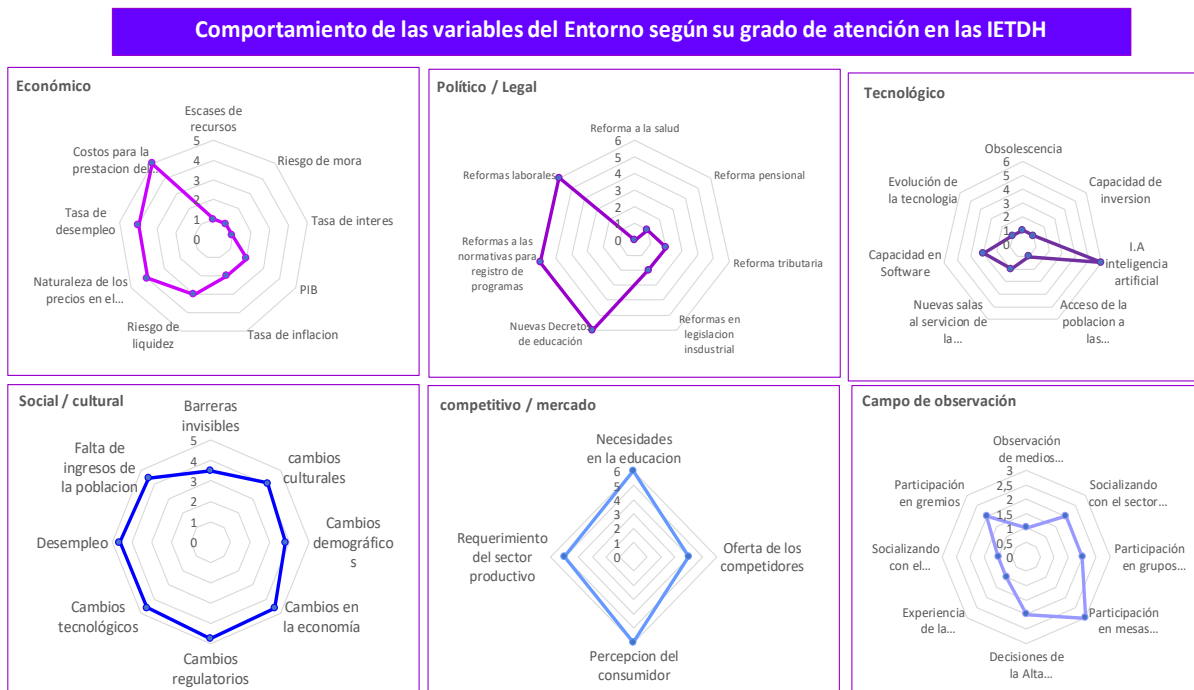 Comportamiento de las variables del Entorno según su grado de atención en las IETDH
Económico
Escases de
recursos
5
4
3
2
1
0
Riesgo de mora
Tasa de interes
PIB
Tasa de inflacion
Riesgo de
liquidez
Naturaleza de los
precios en el…
Tasa de
desempleo
Costos para la
prestacion del…
Político / Legal
Reforma a la salud
6
5
4
3
2
1
0
Reforma pensional
Reforma tributaria
Reformas en
legislacion
insdustrial
Nuevas Decretos
de educación
Reformas a las
normativas para
registro de
programas
Reformas laborales
Tecnológico
Obsolescencia
6
5
4
3
2
1
0
Capacidad de
inversion
I.A
inteligencia
artificial
Acceso de la
poblacion a
las…
Nuevas salas
al servicion de
la…
Capacidad en
Software
Evolución de
la tecnologia
Social / cultural
Barreras
invisibles
5
4
3
2
1
0
cambios
culturales
Cambios
demográfico
s
Cambios en
la economía
Cambios
regulatorios
Cambios
tecnológicos
Desempleo
Falta de
ingresos de
la poblacion
competitivo / mercado
Necesidades
en la educacion
6
5
4
3
2
1
0
Oferta de los
competidores
Percepcion del
consumidor
Requerimiento
del sector
productivo
Campo de observación
Observación
de medios…
3
2,5
2
1,5
1
0,5
0
Socializando
con el sector…
Participación
en grupos…
Participación
en mesas…
Decisiones de
la Alta…
Experiencia de
la…
Socializando
con el…
Participación
en gremios